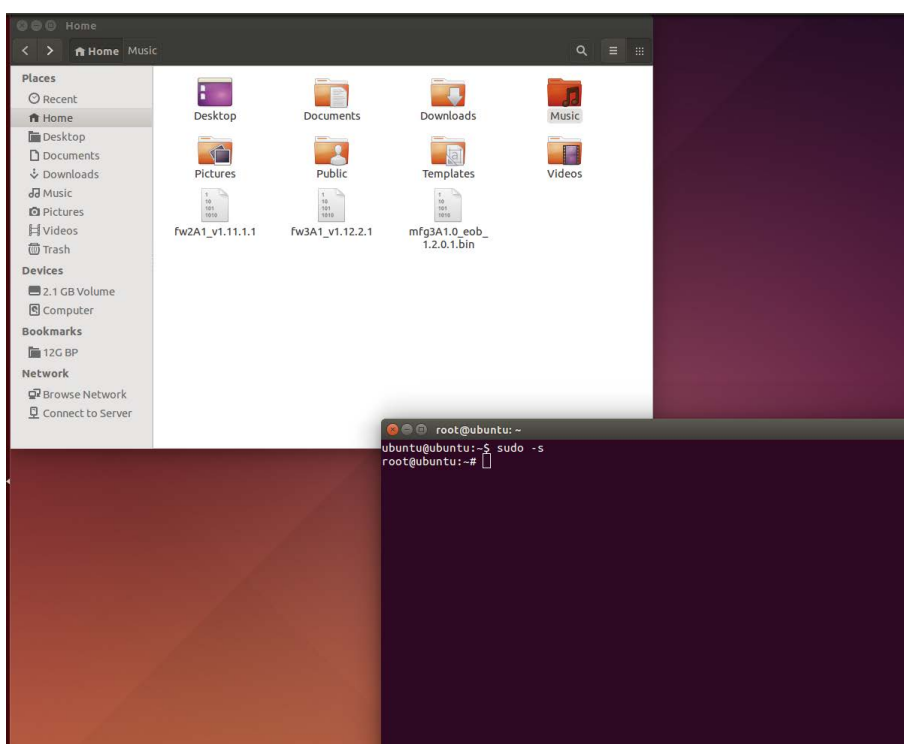 Home
Home Music
Places
Recent
Home
Desktop
Documents
Downloads
Music
Pictures
Videos
Trash
Devices
2.1 GB Volume
Computer
Bookmarks
12G BP
Network
Browse Network
Connect to Server
Desktop Documents Downloads Music
Pictures Public Templates Videos
fw2A1_v1.11.1.1 fw3A1_v1.12.2.1 mfg3A1.0_eob_
1.2.0.1.bin
root@ubuntu: ~
ubuntu@ubuntu:~$ sudo -s
root@ubuntu:~#